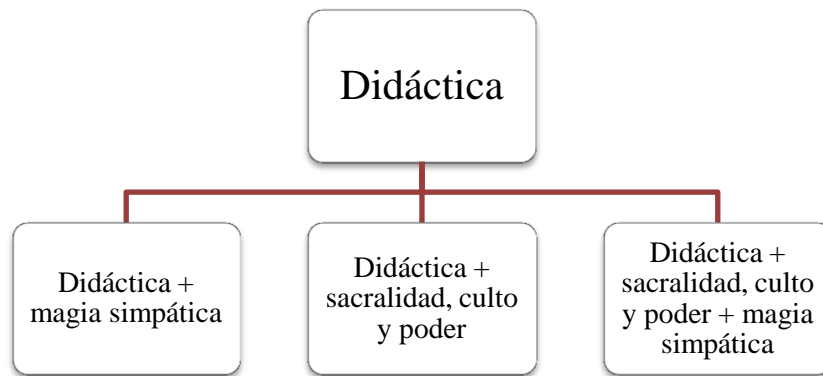 Didáctica
Didáctica +
magia simpática
Didáctica +
sacralidad, culto
y poder
Didáctica +
sacralidad, culto
y poder + magia
simpática